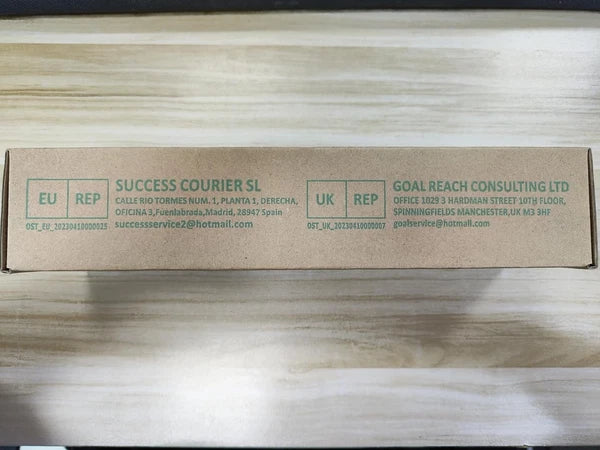 EU REP
SUCCESS COURIER SL
CALLE RIO TORMES NUM. 1, PLANTA 1, DERECHA,
OFICINA 3,Fuenlabrada,Madrid, 28947 Spain
OST_EU_20230410000025 successservice2@hotmail.com
UK REP
GOAL REACH CONSULTING LTD
OFFICE 1029 3 HARDMAN STREET 10TH FLOOR,
SPINNINGFIELDS MANCHESTER,UK M3 3HF
OST_UK_20230410000007 goalservice@hotmail.com